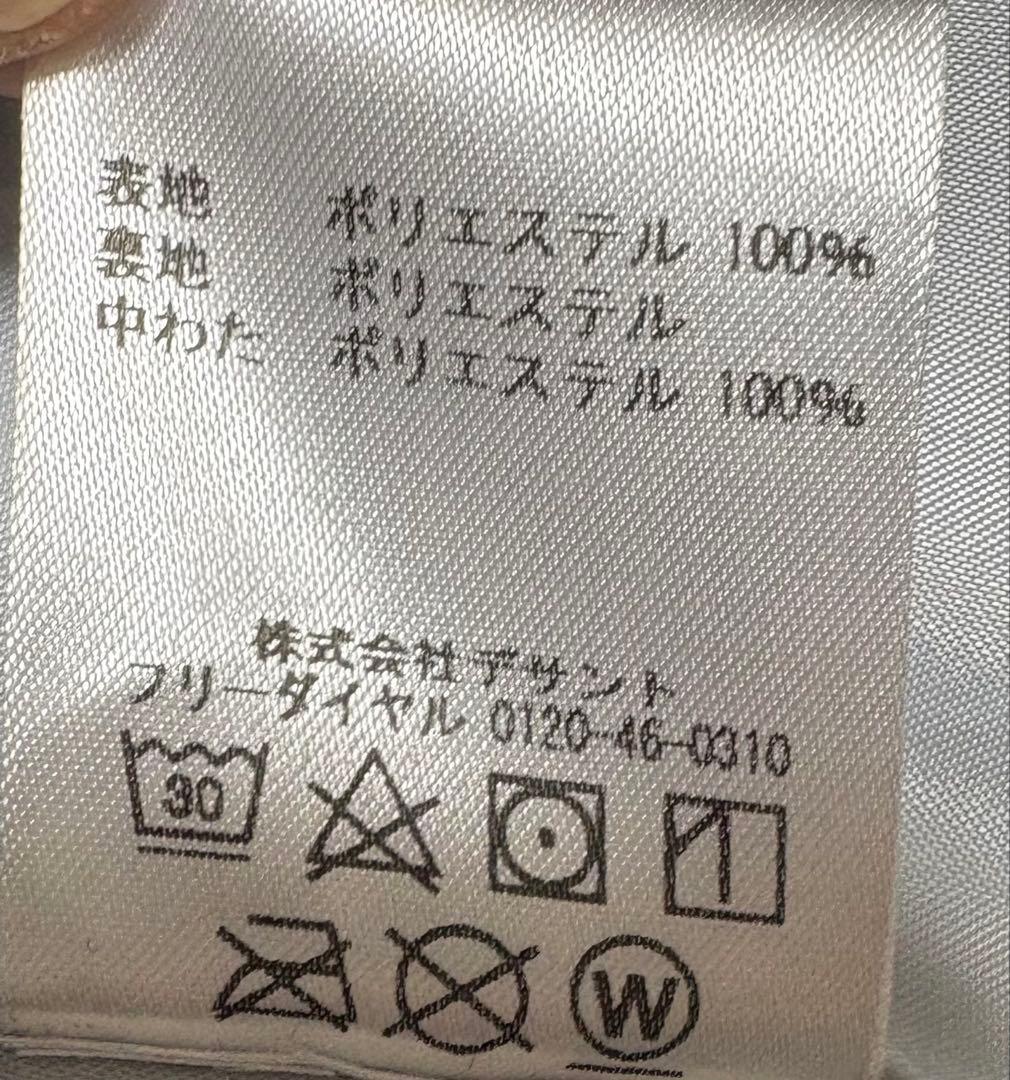 表地 ポリエステル 100%
裏地 ポリエステル
中わた ポリエステル 100%
株式会社デサント
フリーダイヤル 0120-46-0310
30
W